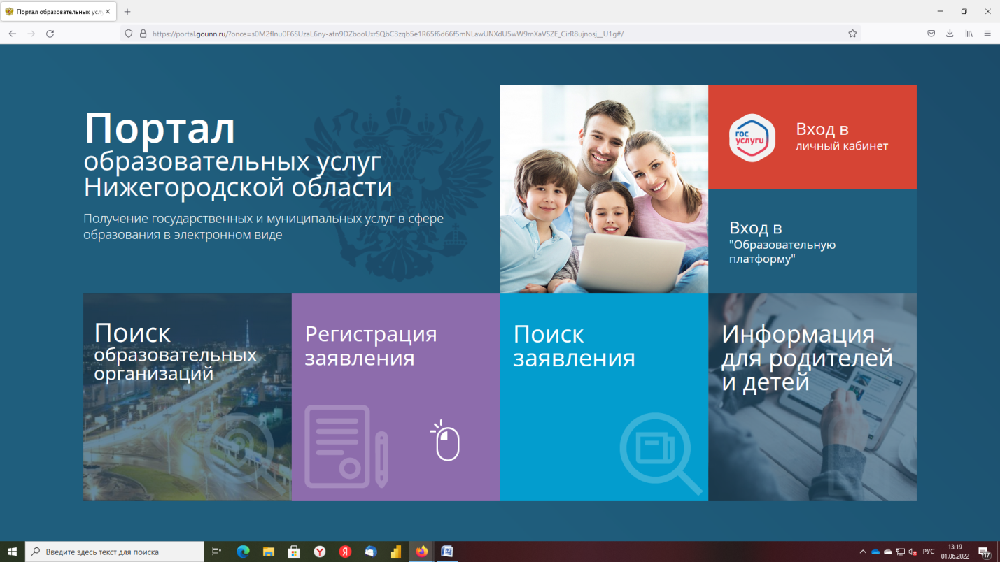 Портал образовательных усл
https://portal.gounn.ru/?once=s0M2fInu0F6SUzaL6ny-atn9DZbooUxrSQbC3zqb5e1R65f6d66f5mNLawUNXdU5wW9mXaVSZE_CirR8ujnosj__U1g#/
Портал
образовательных услуг
Нижегородской области
Получение государственных и муниципальных услуг в сфере
образования в электронном виде
гос
услуги
Вход в
личный кабинет
Вход в
"Образовательную
платформу"
Поиск
образовательных
организаций
Регистрация
заявления
Поиск
заявления
Информация
для родителей
и детей
Введите здесь текст для поиска
РУС
13:19
01.06.2022
17